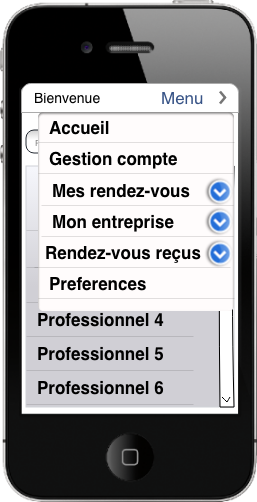 Bienvenue Menu
Accueil
Gestion compte
Mes rendez-vous
Mon entreprise
Rendez-vous reçus
Preferences
Professionnel 4
Professionnel 5
Professionnel 6